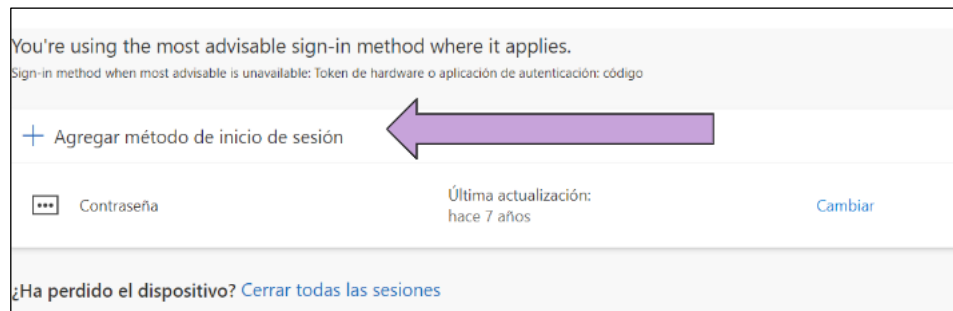 You're using the most advisable sign-in method where it applies.
Sign-in method when most advisable is unavailable: Token de hardware o aplicación de autenticación: código
+ Agregar método de inicio de sesión
Contraseña
Última actualización:
hace 7 años
Cambiar
¿Ha perdido el dispositivo? Cerrar todas las sesiones